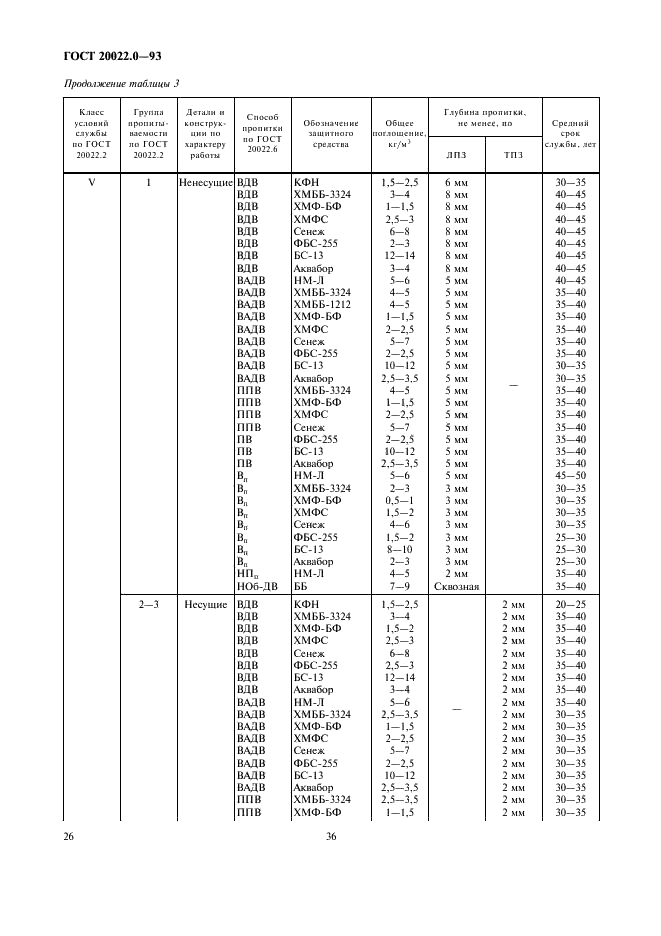 ГОСТ 20022.0—93
Продолжение таблицы 3
Класс условий службы по ГОСТ 20022.2
Группа пропиты-ваемости по ГОСТ 20022.2
Детали и конструк-ции по характеру работы
Способ пропитки по ГОСТ 20022.6
Обозначение защитного средства
Общее поглощение, кг/м³
Глубина пропитки, не менее, по
ЛПЗ
ТПЗ
Средний срок службы, лет
V 1 Ненесущие ВДВ КФН 1,5—2,5 6 мм 30—35
ВДВ ХМББ-3324 3—4 8 мм 40—45
ВДВ ХМФ-БФ 1—1,5 8 мм 40—45
ВДВ ХМФС 2,5—3 8 мм 40—45
ВДВ Сенеж 6—8 8 мм 40—45
ВДВ ФБС-255 2—3 8 мм 40—45
ВДВ БС-13 12—14 8 мм 40—45
ВДВ Аквабор 3—4 8 мм 40—45
ВАДВ НМ-Л 5—6 5 мм 40—45
ВАДВ ХМББ-3324 4—5 5 мм 35—40
ВАДВ ХМББ-1212 4—5 5 мм 35—40
ВАДВ ХМФ-БФ 1—1,5 5 мм 35—40
ВАДВ ХМФС 2—2,5 5 мм 35—40
ВАДВ Сенеж 5—7 5 мм 35—40
ВАДВ ФБС-255 2—2,5 5 мм 35—40
ВАДВ БС-13 10—12 5 мм 30—35
ВАДВ Аквабор 2,5—3,5 5 мм — 30—35
ППВ ХМББ-3324 4—5 5 мм 35—40
ППВ ХМФ-БФ 1—1,5 5 мм 35—40
ППВ ХМФС 2—2,5 5 мм 35—40
ППВ Сенеж 5—7 5 мм 35—40
ПВ ФБС-255 2—2,5 5 мм 35—40
ПВ БС-13 10—12 5 мм 35—40
ПВ Аквабор 2,5—3,5 5 мм 35—40
Вп НМ-Л 5—6 5 мм 45—50
Вп ХМББ-3324 2—3 3 мм 30—35
Вп ХМФ-БФ 0,5—1 3 мм 30—35
Вп ХМФС 1,5—2 3 мм 30—35
Вп Сенеж 4—6 3 мм 30—35
Вп ФБС-255 1,5—2 3 мм 25—30
Вп БС-13 8—10 3 мм 25—30
Вп Аквабор 2—3 3 мм 25—30
НПп НМ-Л 4—5 2 мм 35—40
НОб-ДВ ББ 7—9 Сквозная 35—40
2—3 Несущие ВДВ КФН 1,5—2,5 2 мм 20—25
ВДВ ХМББ-3324 3—4 2 мм 35—40
ВДВ ХМФ-БФ 1,5—2 2 мм 35—40
ВДВ ХМФС 2,5—3 2 мм 35—40
ВДВ Сенеж 6—8 2 мм 35—40
ВДВ ФБС-255 2,5—3 2 мм 35—40
ВДВ БС-13 12—14 2 мм 35—40
ВДВ Аквабор 3—4 2 мм 35—40
ВАДВ НМ-Л 5—6 2 мм 35—40
ВАДВ ХМББ-3324 2,5—3,5 — 2 мм 30—35
ВАДВ ХМФ-БФ 1—1,5 2 мм 30—35
ВАДВ ХМФС 2—2,5 2 мм 30—35
ВАДВ Сенеж 5—7 2 мм 30—35
ВАДВ ФБС-255 2—2,5 2 мм 30—35
ВАДВ БС-13 10—12 2 мм 30—35
ВАДВ Аквабор 2,5—3,5 2 мм 30—35
ППВ ХМББ-3324 2,5—3,5 2 мм 30—35
ППВ ХМФ-БФ 1—1,5 2 мм 30—35
26 36